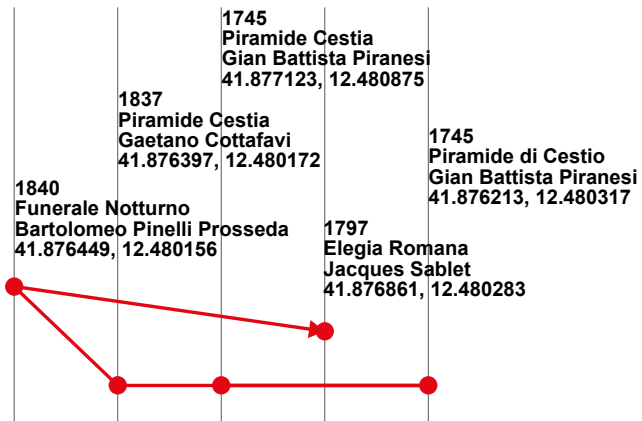 1745
Piramide Cestia
Gian Battista Piranesi
41.877123, 12.480875
1837
Piramide Cestia
Gaetano Cottafavi
41.876397, 12.480172
1745
Piramide di Cestio
Gian Battista Piranesi
41.876213, 12.480317
1840
Funerale Notturno
Bartolomeo Pinelli Prosseda
41.876449, 12.480156
1797
Elegia Romana
Jacques Sablet
41.876861, 12.480283